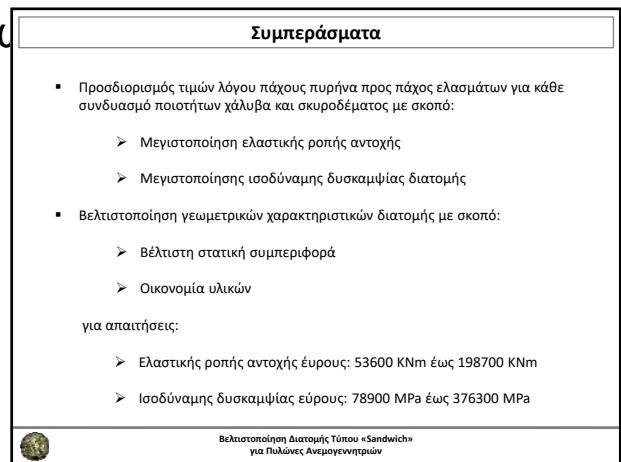 Συμπεράσματα
Προσδιορισμός τιμών λόγου πάχους πυρήνα προς πάχος ελασμάτων για κάθε
συνδυασμό ποιοτήτων χάλυβα και σκυροδέματος με σκοπό:
Μεγιστοποίηση ελαστικής ροπής αντοχής
Μεγιστοποίησης ισοδύναμης δυσκαμψίας διατομής
Βελτιστοποίηση γεωμετρικών χαρακτηριστικών διατομής με σκοπό:
Βέλτιστη στατική συμπεριφορά
Οικονομία υλικών
για απαιτήσεις:
Ελαστικής ροπής αντοχής έυρους: 53600 KNm έως 198700 KNm
Ισοδύναμης δυσκαμψίας εύρους: 78900 MPa έως 376300 MPa
Βελτιστοποίηση Διατομής Τύπου «Sandwich»
για Πυλώνες Ανεμογεννητριών